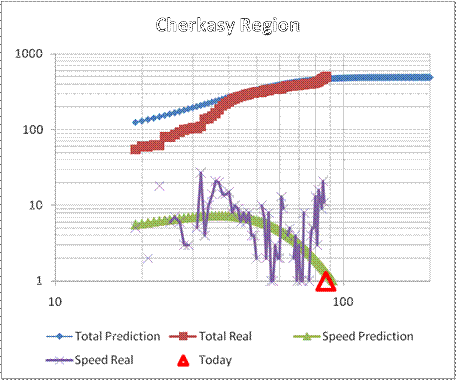 Cherkasy Region
1000
100
10
1
10 100
Total Prediction Total Real Speed Prediction
Speed Real Today